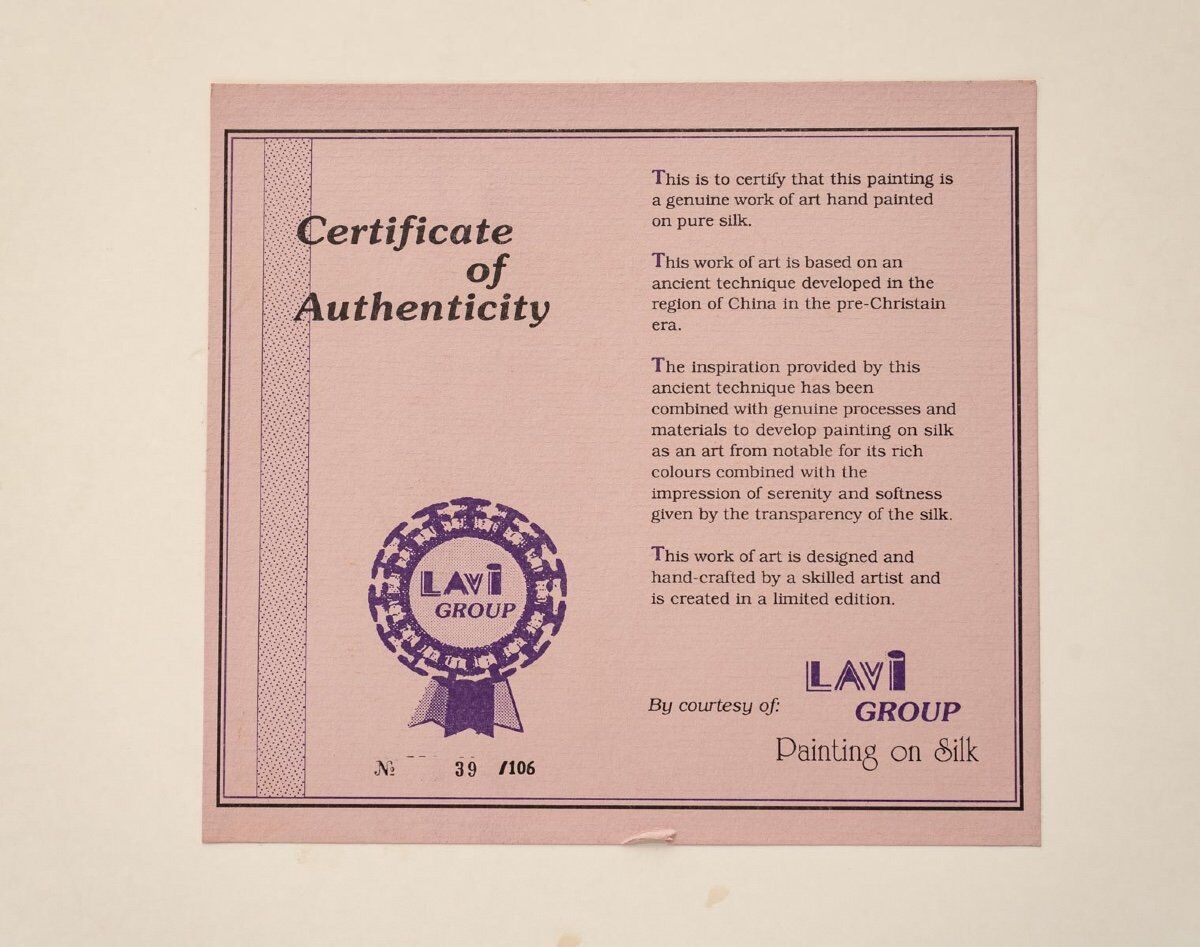 Certificate
of
Authenticity
LAVI
GROUP
№ 39 /106
This is to certify that this painting is
a genuine work of art hand painted
on pure silk.
This work of art is based on an
ancient technique developed in the
region of China in the pre-Christain
era.
The inspiration provided by this
ancient technique has been
combined with genuine processes and
materials to develop painting on silk
as an art from notable for its rich
colours combined with the
impression of serenity and softness
given by the transparency of the silk.
This work of art is designed and
hand-crafted by a skilled artist and
is created in a limited edition.
By courtesy of:
LAVI
GROUP
Painting on Silk